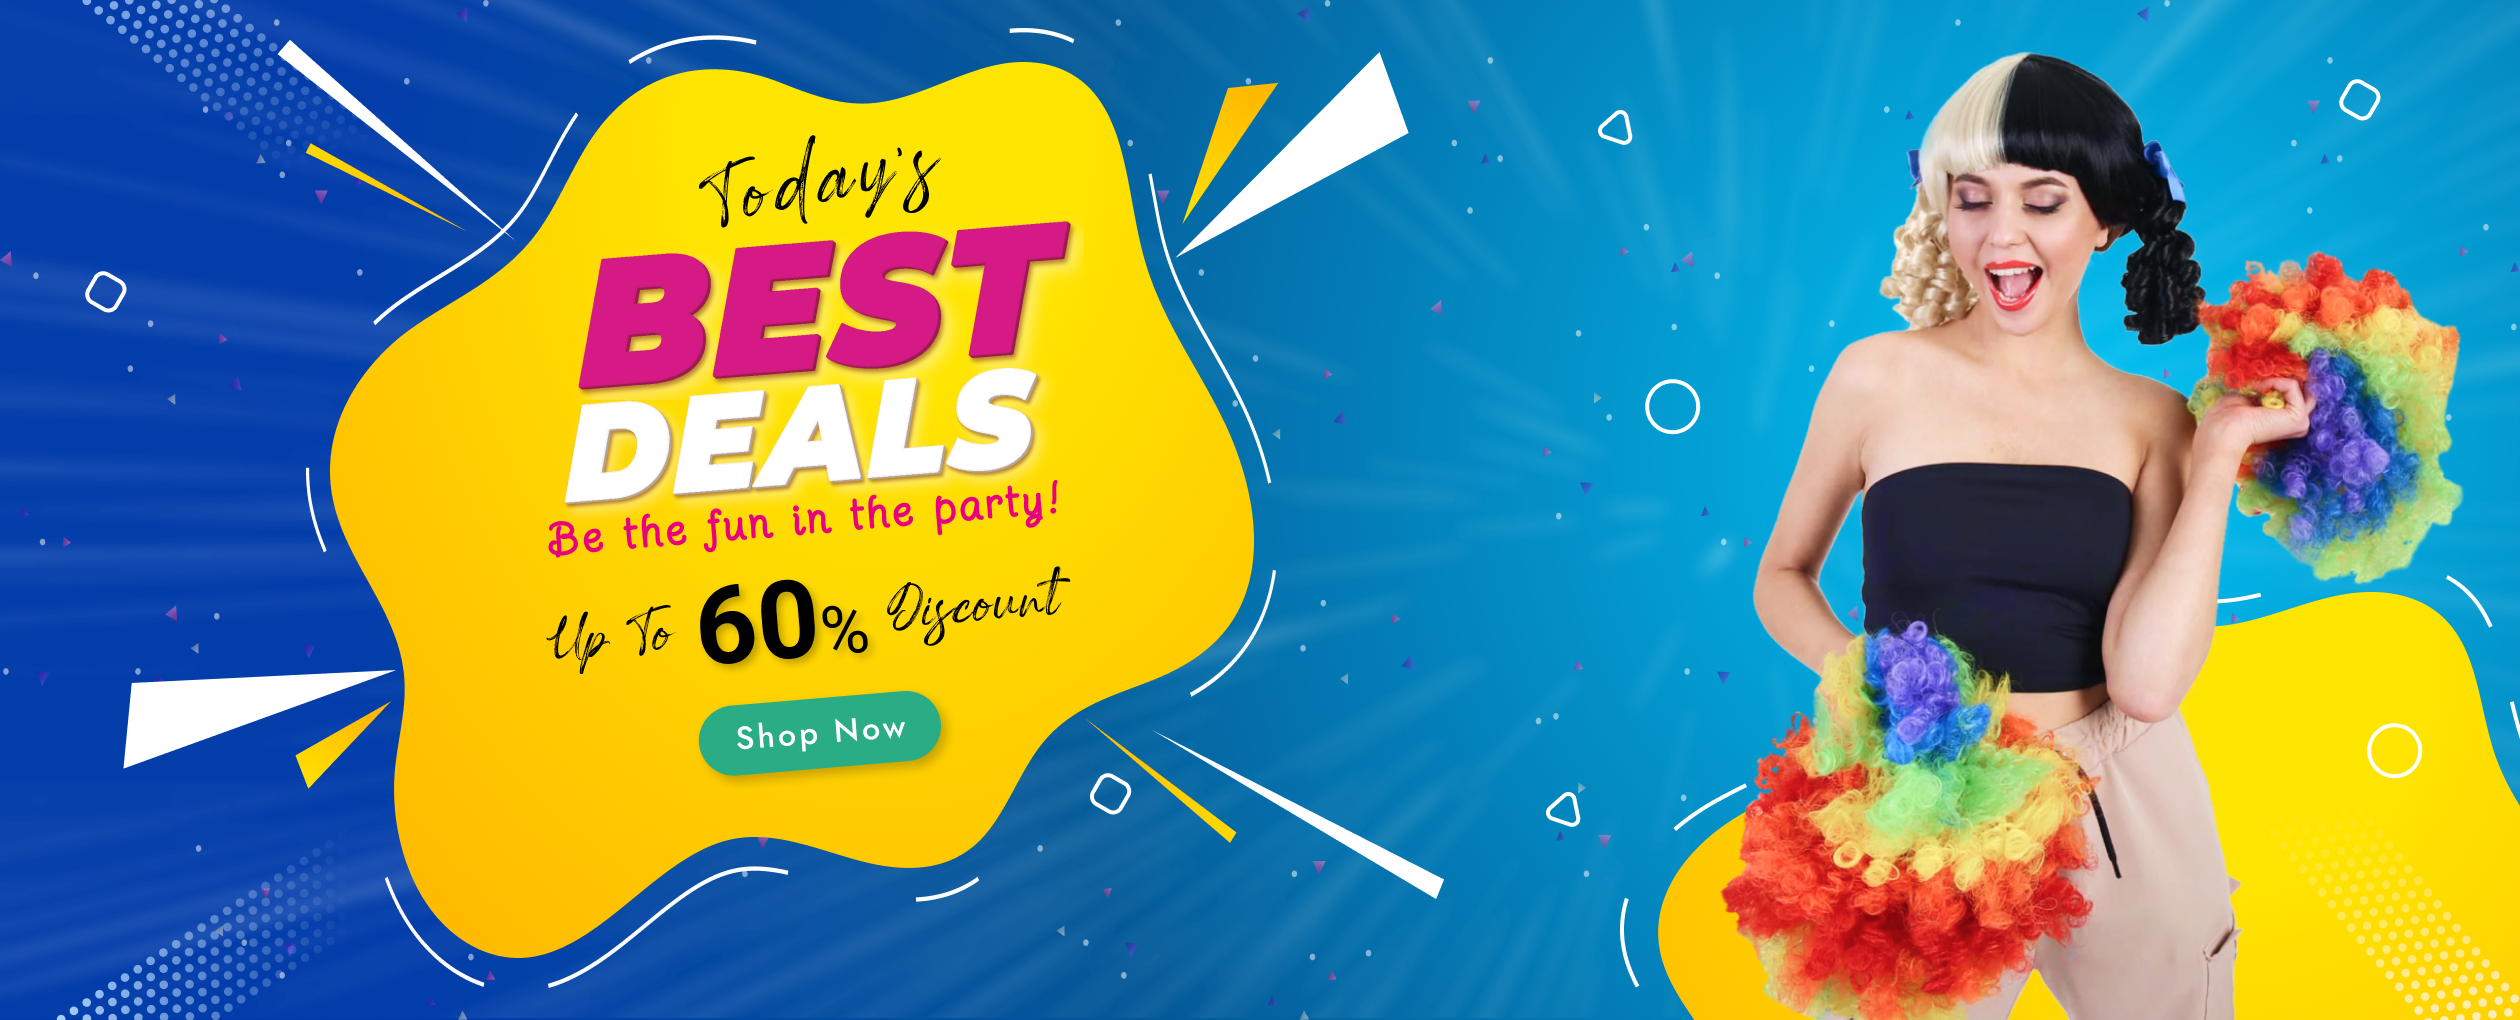 Today's
BEST
DEALS
Be the fun in the party!
Up To 60% Discount
Shop Now